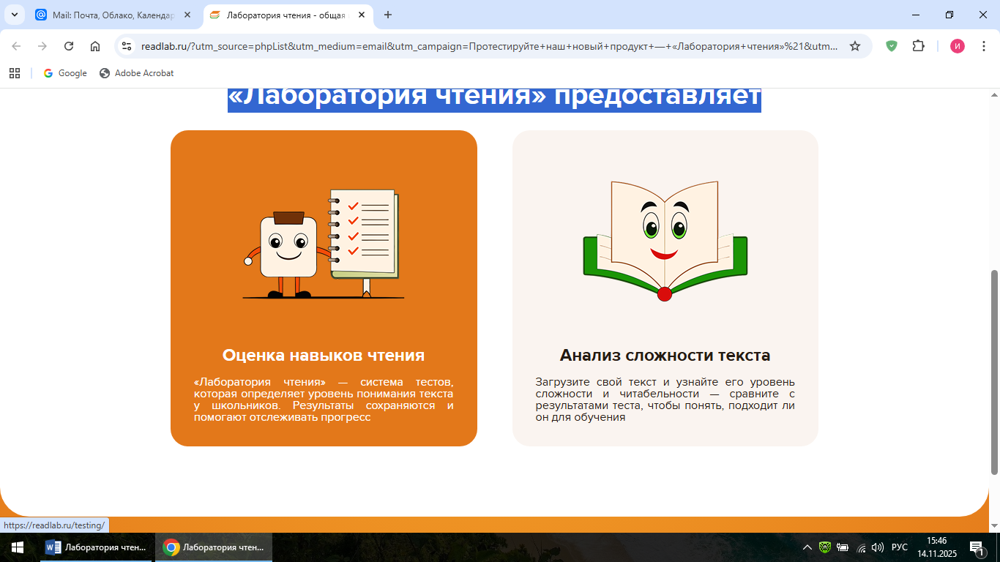 Mail: Почта, Облако, Календар
Лаборатория чтения - общая
readlab.ru/?utm_source=phpList&utm_medium=email&utm_campaign=Протестируйте+наш+новый+продукт+—+«Лаборатория+чтения»%21&utm...
И
Google
Adobe Acrobat
«Лаборатория чтения» предоставляет
Оценка навыков чтения
«Лаборатория чтения» — система тестов,
которая определяет уровень понимания текста
у школьников. Результаты сохраняются и
помогают отслеживать прогресс
Анализ сложности текста
Загрузите свой текст и узнайте его уровень
сложности и читабельности — сравните с
результатами теста, чтобы понять, подходит ли
он для обучения
https://readlab.ru/testing/
Лаборатория чтен...
Лаборатория чтен...
РУС
15:46
14.11.2025
1